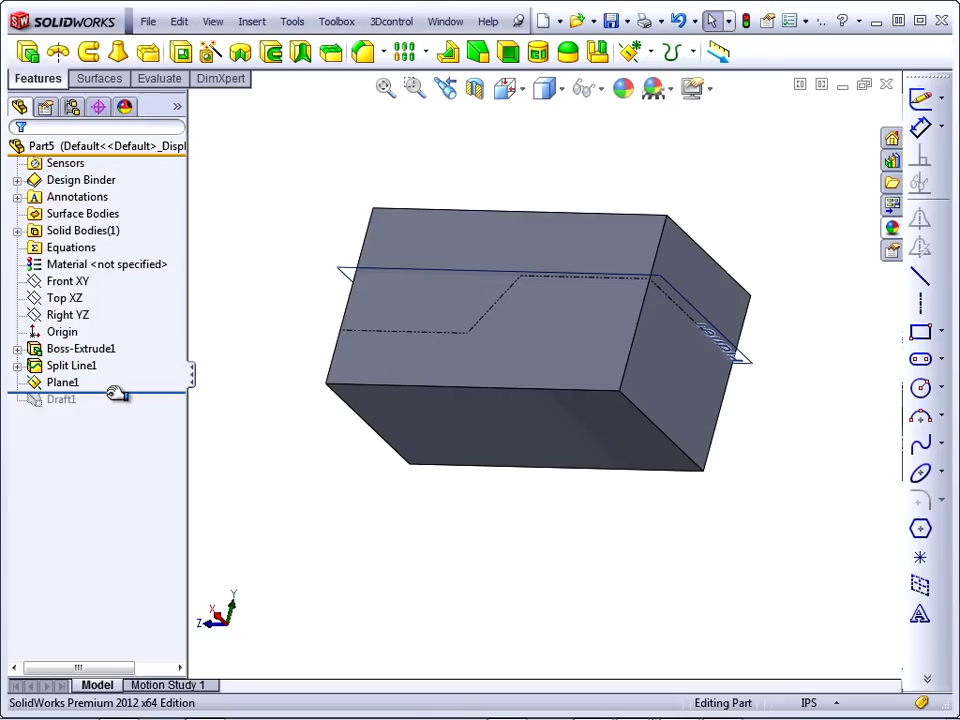 SW SOLIDWORKS File Edit View Insert Tools Toolbox 3Dcontrol Window Help
Features Surfaces Evaluate DimXpert
Part5 (Default<<Default>_Displ
Sensors
Design Binder
Annotations
Surface Bodies
Solid Bodies(1)
Equations
Material <not specified>
Front XY
Top XZ
Right YZ
Origin
Boss-Extrude1
Split Line1
Plane1
Draft1
Plane1
X
Y
Z
Model Motion Study 1
SolidWorks Premium 2012 x64 Edition Editing Part IPS